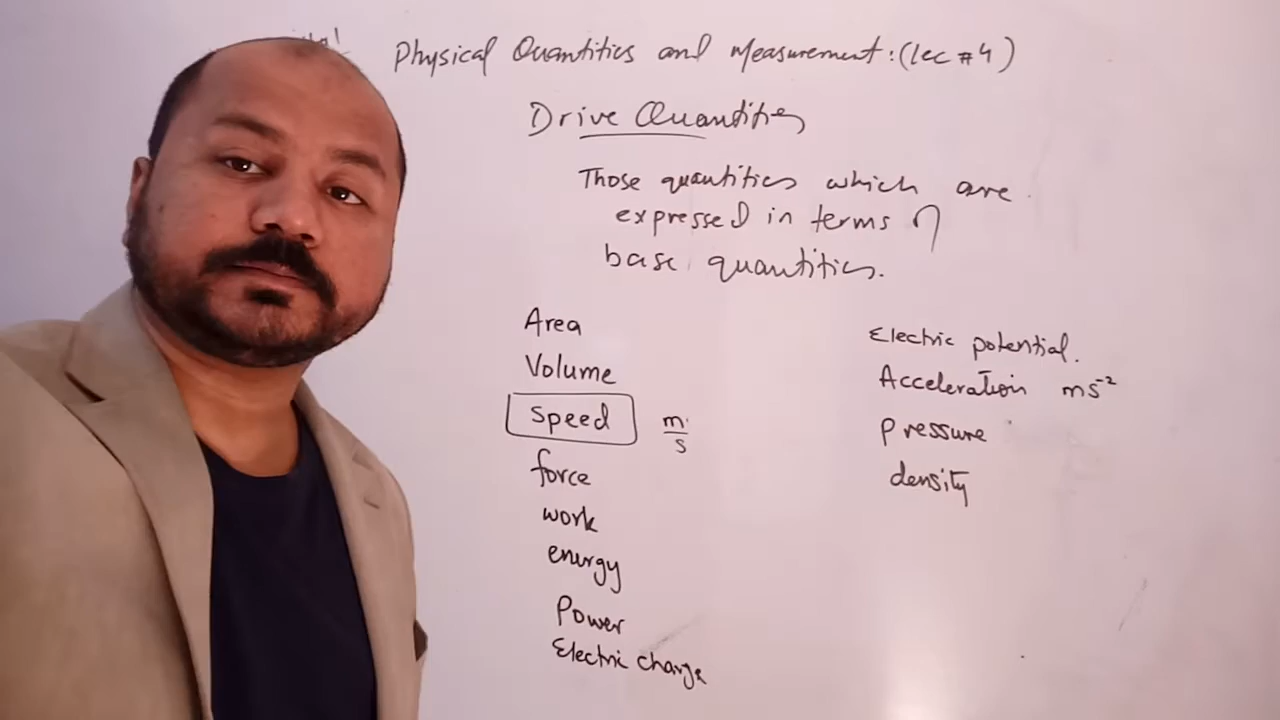 Physical Quantities and Measurement: (lec # 4)
Drive Quantities
Those quantities which are
expressed in terms of
base quantities.
Area
Volume
Speed m/s
force
work
energy
Power
Electric charge
Electric potential.
Acceleration ms⁻²
Pressure
density